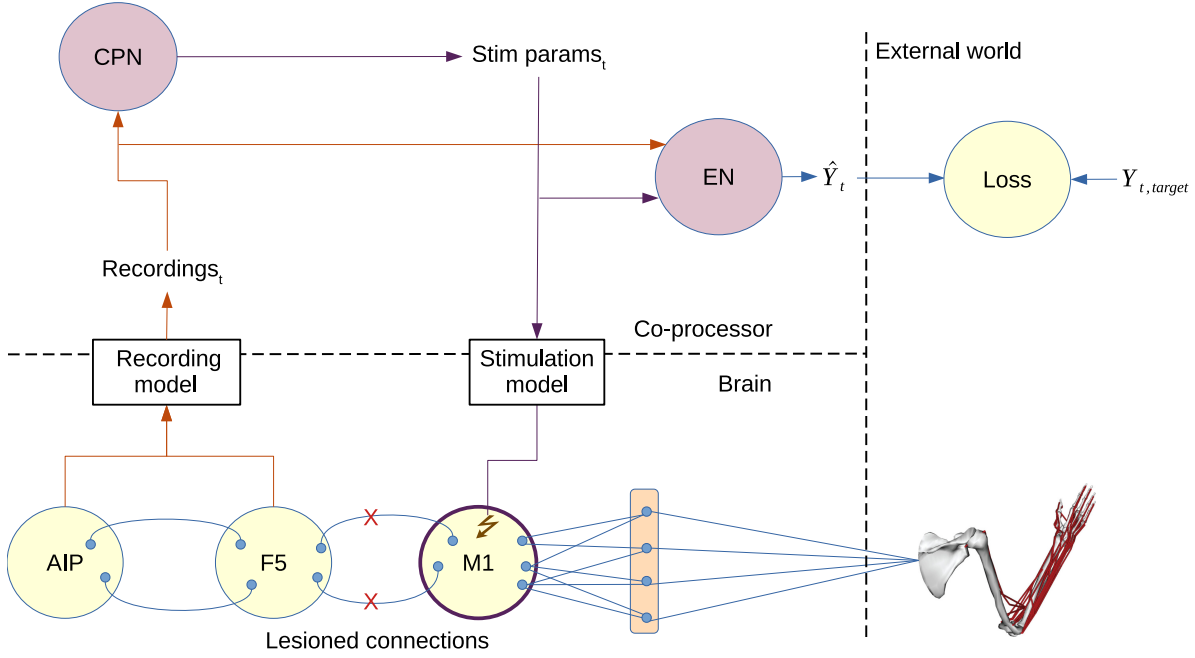 CPN
Stim params_t
External world
EN
Ŷ_t
Loss
Y_{t,target}
Recordings_t
Co-processor
Recording
model
Stimulation
model
Brain
X
AIP
F5
M1
X
Lesioned connections